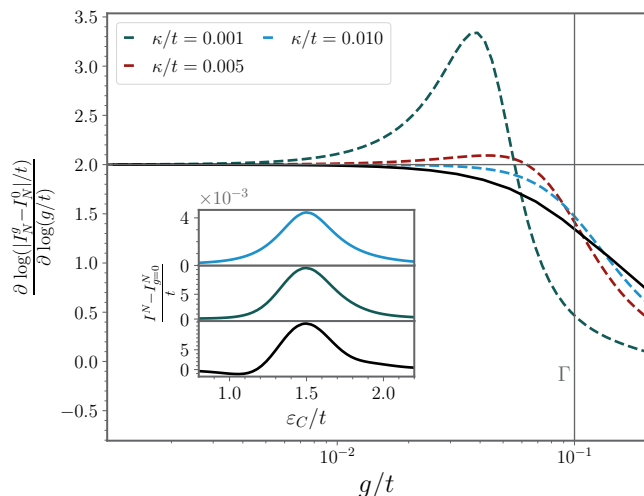 3.5
3.0
2.5
2.0
1.5
1.0
0.5
0.0
−0.5
κ/t = 0.001
κ/t = 0.005
κ/t = 0.010
∂ log(|I_N^g − I_N^0|/t)
∂ log(g/t)
×10^{−3}
4
2
0
5
0
5
0
I^N − I^N_{g=0}
t
1.0 1.5 2.0
ε_C/t
Γ
10^{−2} 10^{−1}
g/t